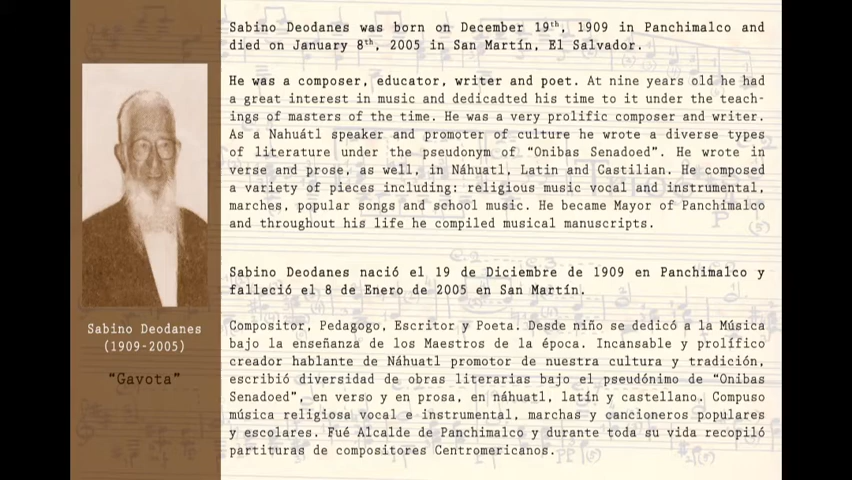 Sabino Deodanes was born on December 19th, 1909 in Panchimalco and
died on January 8th, 2005 in San Martín, El Salvador.
He was a composer, educator, writer and poet. At nine years old he had
a great interest in music and dedicadted his time to it under the teach-
ings of masters of the time. He was a very prolific composer and writer.
As a Nahuátl speaker and promoter of culture he wrote a diverse types
of literature under the pseudonym of “Onibas Senadoed”. He wrote in
verse and prose, as well, in Náhuatl, Latin and Castilian. He composed
a variety of pieces including: religious music vocal and instrumental,
marches, popular songs and school music. He became Mayor of Panchimalco
and throughout his life he compiled musical manuscripts.
Sabino Deodanes nació el 19 de Diciembre de 1909 en Panchimalco y
falleció el 8 de Enero de 2005 en San Martín.
Compositor, Pedagogo, Escritor y Poeta. Desde niño se dedicó a la Música
bajo la enseñanza de los Maestros de la época. Incansable y prolífico
creador hablante de Náhuatl promotor de nuestra cultura y tradición,
escribió diversidad de obras literarias bajo el pseudónimo de “Onibas
Senadoed”, en verso y en prosa, en náhuatl, latín y castellano. Compuso
música religiosa vocal e instrumental, marchas y cancioneros populares
y escolares. Fué Alcalde de Panchimalco y durante toda su vida recopiló
partituras de compositores Centromericanos.
Sabino Deodanes
(1909-2005)
“Gavota”